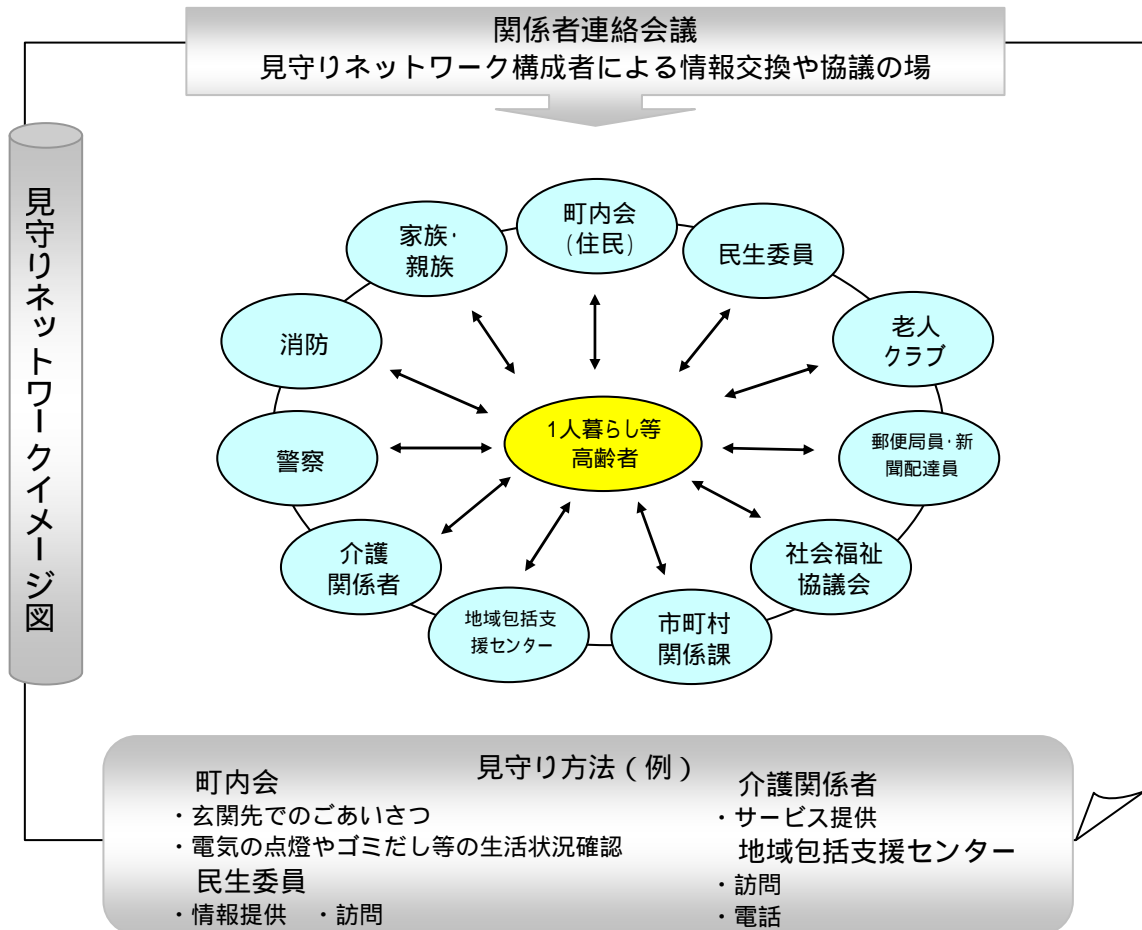 関係者連絡会議
見守りネットワーク構成者による情報交換や協議の場
見守りネットワークイメージ図
町内会
(住民)
家族・
親族
民生委員
消防
老人
クラブ
警察
1人暮らし等
高齢者
郵便局員・新
聞配達員
介護
関係者
社会福祉
協議会
地域包括支
援センター
市町村
関係課
見守り方法(例)
町内会
・玄関先でのごあいさつ
・電気の点燈やゴミだし等の生活状況確認
民生委員
・情報提供 ・訪問
介護関係者
・サービス提供
地域包括支援センター
・訪問
・電話